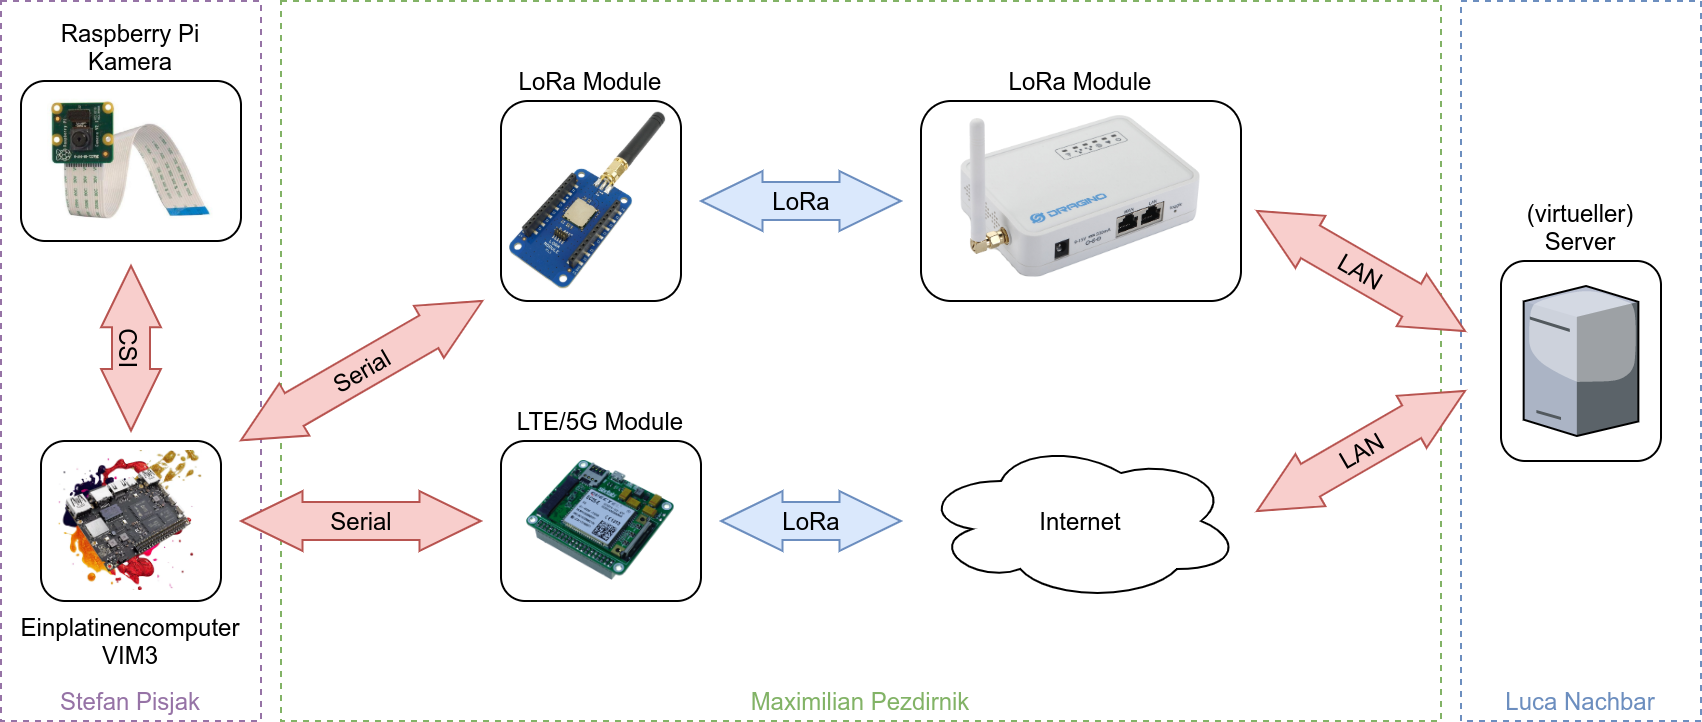 Raspberry Pi
Kamera
CSI
Einplatinencomputer
VIM3
Stefan Pisjak
LoRa Module
Serial
LoRa
LoRa Module
DRAGINO
LAN
LTE/5G Module
Serial
LoRa
Internet
LAN
Maximilian Pezdirnik
(virtueller)
Server
Luca Nachbar